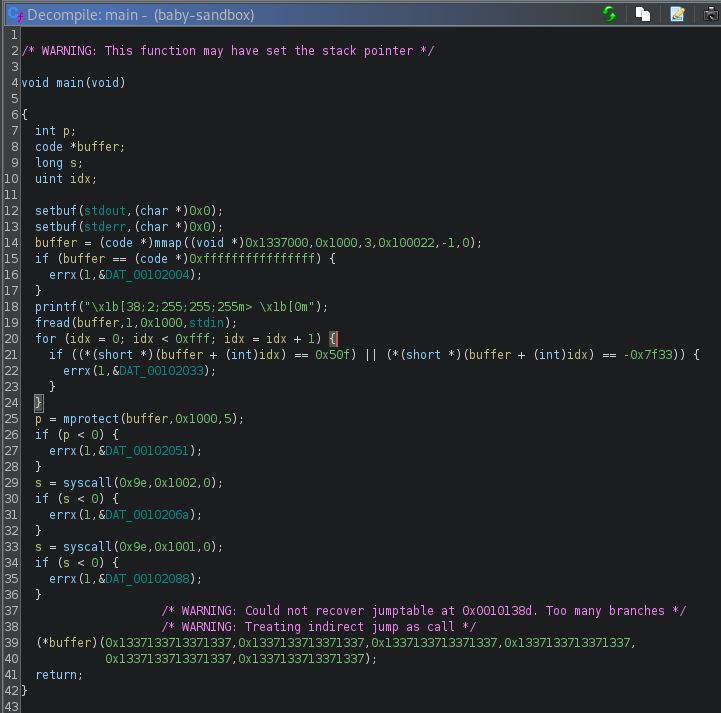 Decompile: main - (baby-sandbox)
1
2 /* WARNING: This function may have set the stack pointer */
3
4 void main(void)
5
6 {
7   int p;
8   code *buffer;
9   long s;
10   uint idx;
11
12   setbuf(stdout,(char *)0x0);
13   setbuf(stderr,(char *)0x0);
14   buffer = (code *)mmap((void *)0x1337000,0x1000,3,0x100022,-1,0);
15   if (buffer == (code *)0xffffffffffffffff) {
16     errx(1,&DAT_00102004);
17   }
18   printf("\x1b[38;2;255;255;255m> \x1b[0m");
19   fread(buffer,1,0x1000,stdin);
20   for (idx = 0; idx < 0xfff; idx = idx + 1) {
21     if ((*(short *)(buffer + (int)idx) == 0x50f) || (*(short *)(buffer + (int)idx) == -0x7f33)) {
22       errx(1,&DAT_00102033);
23     }
24   }
25   p = mprotect(buffer,0x1000,5);
26   if (p < 0) {
27     errx(1,&DAT_00102051);
28   }
29   s = syscall(0x9e,0x1002,0);
30   if (s < 0) {
31     errx(1,&DAT_0010206a);
32   }
33   s = syscall(0x9e,0x1001,0);
34   if (s < 0) {
35     errx(1,&DAT_00102088);
36   }
37                     /* WARNING: Could not recover jumptable at 0x0010138d. Too many branches */
38                     /* WARNING: Treating indirect jump as call */
39   (*buffer)(0x1337133713371337,0x1337133713371337,0x1337133713371337,0x1337133713371337,
40             0x1337133713371337,0x1337133713371337);
41   return;
42 }
43